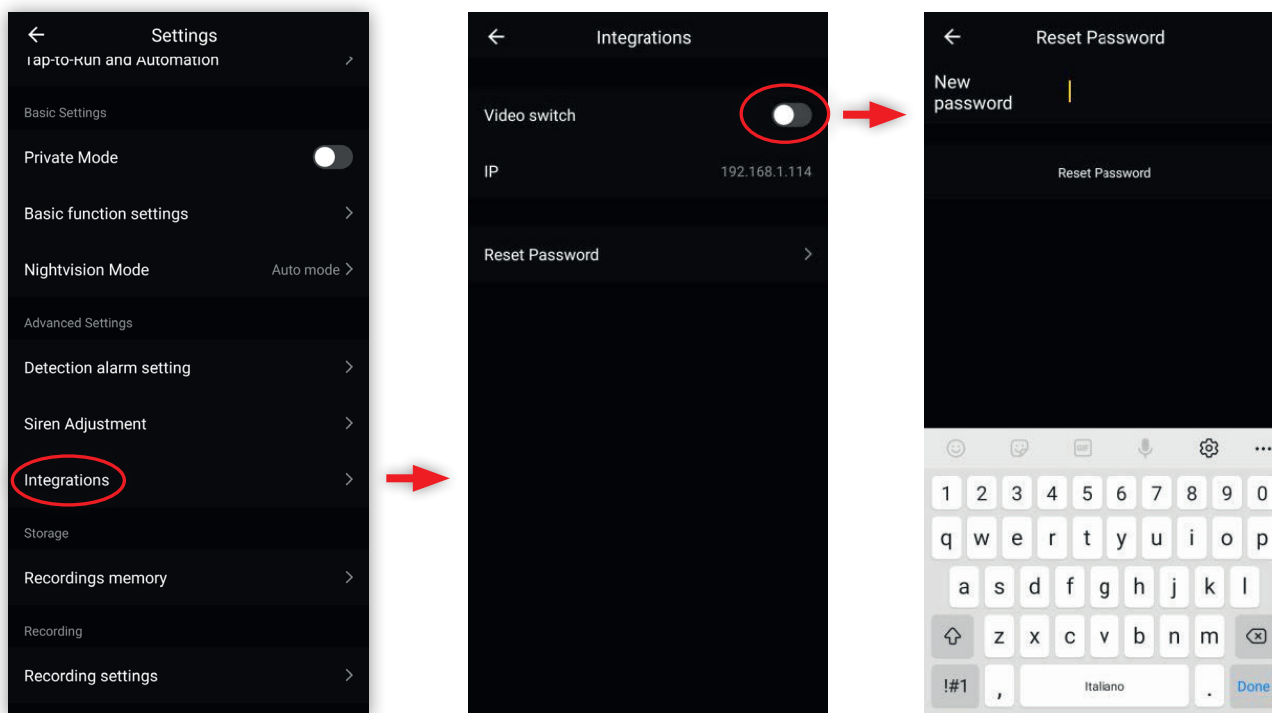 Settings
Tap-to-Run and Automation
Basic Settings
Private Mode
Basic function settings
Nightvision Mode Auto mode
Advanced Settings
Detection alarm setting
Siren Adjustment
Integrations
Storage
Recordings memory
Recording
Recording settings
Integrations
Video switch
IP 192.168.1.114
Reset Password
Reset Password
New
password
Reset Password
GIF
1 2 3 4 5 6 7 8 9 0
q w e r t y u i o p
a s d f g h j k l
z x c v b n m
!#1 , Italiano . Done